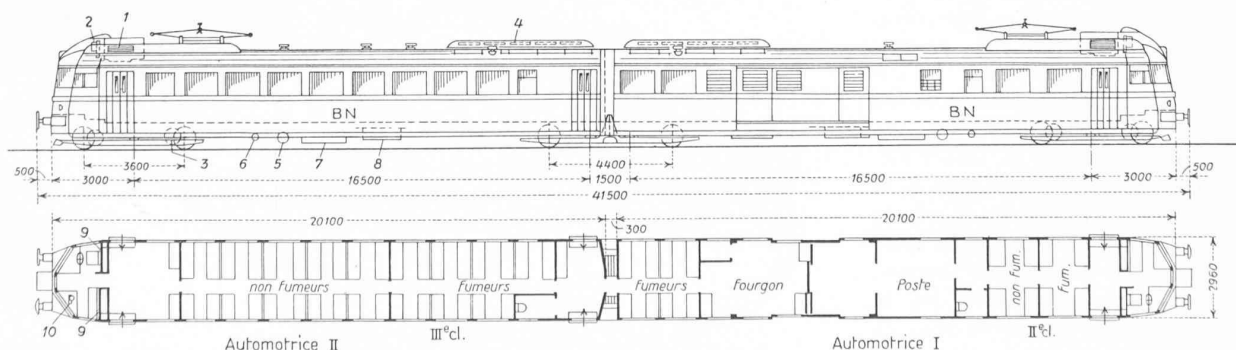 2 1 4
BN BN
3 6 5 7 8
3600 4400
500 3000 16500 1500 16500 3000 500
41500
20100 300 20100
9
non fumeurs fumeurs fumeurs fourgon Poste non fum. fum. 2960
10 9
IIIe cl. IIe cl.
Automotrice II Automotrice I